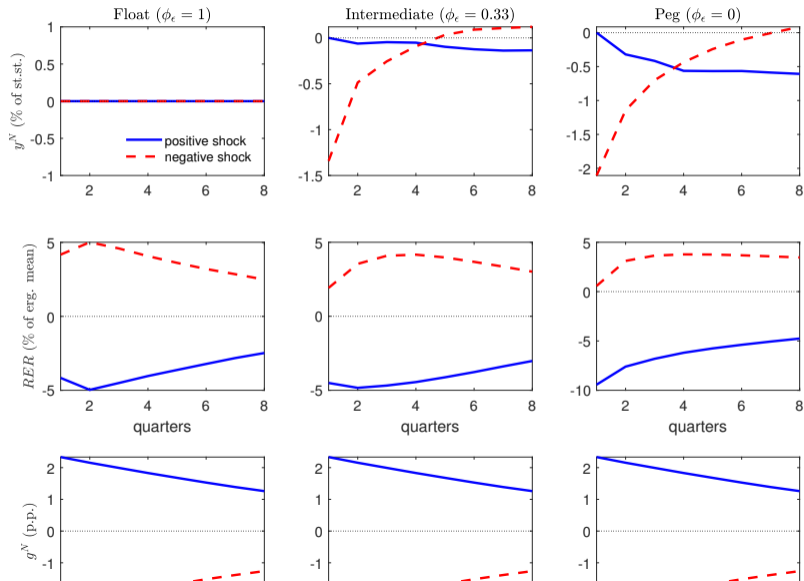 Float (ϕ_ϵ = 1)
Intermediate (ϕ_ϵ = 0.33)
Peg (ϕ_ϵ = 0)
y^N (% of st.st.)
1
0.5
0
-0.5
-1
positive shock
negative shock
2 4 6 8
0
-0.5
-1
-1.5
2 4 6 8
0
-0.5
-1
-1.5
-2
2 4 6 8
RER (% of erg. mean)
5
0
-5
2 4 6 8
quarters
5
0
-5
2 4 6 8
quarters
5
0
-5
-10
2 4 6 8
quarters
g^N (p.p.)
2
1
0
-1
2
1
0
-1
2
1
0
-1